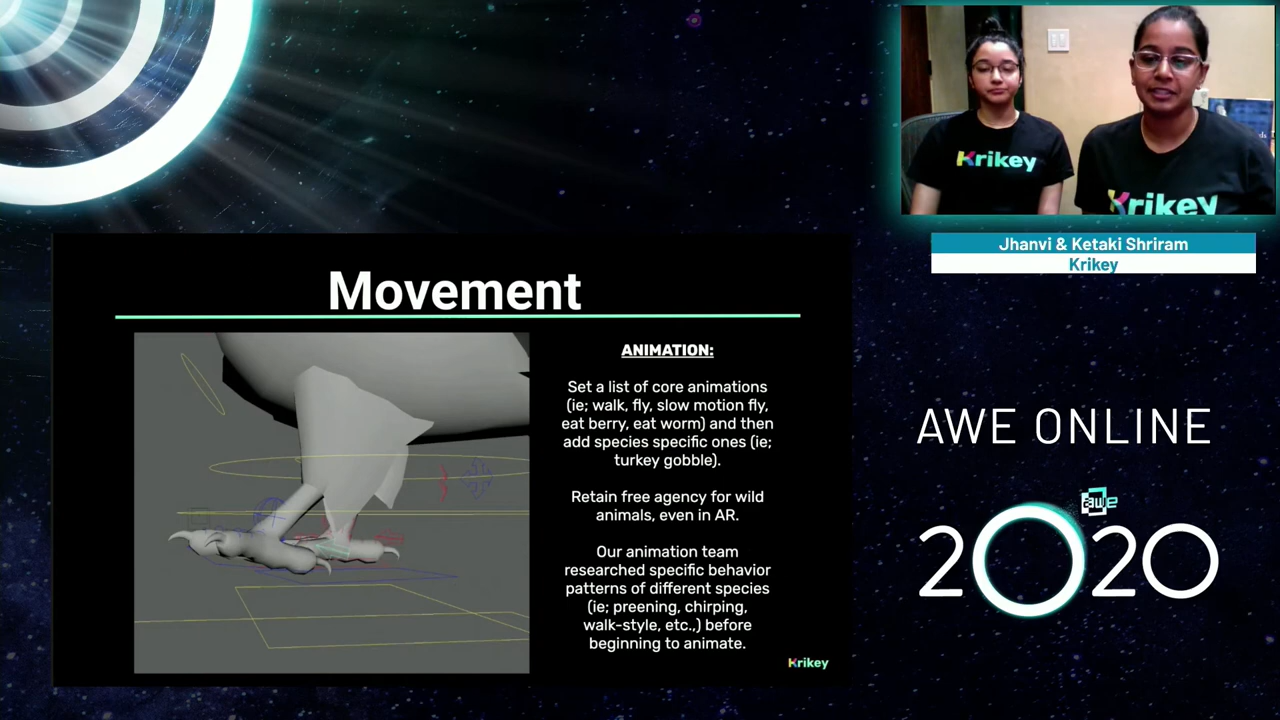 Krikey
Krikey
Jhanvi & Ketaki Shriram
Krikey
Movement
ANIMATION:
Set a list of core animations
(ie; walk, fly, slow motion fly,
eat berry, eat worm) and then
add species specific ones (ie;
turkey gobble).
Retain free agency for wild
animals, even in AR.
Our animation team
researched specific behavior
patterns of different species
(ie; preening, chirping,
walk-style, etc.,) before
beginning to animate.
Krikey
AWE ONLINE
awe
2020